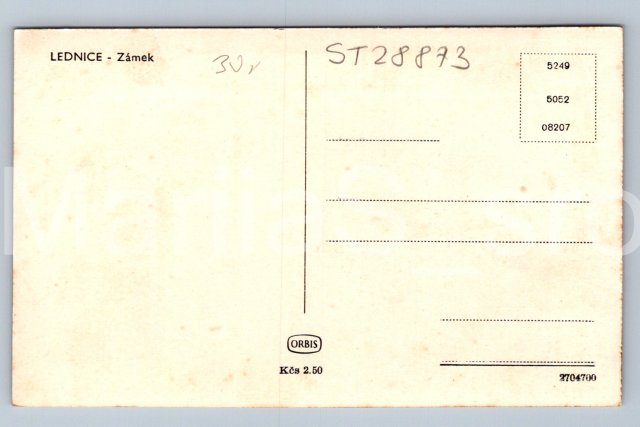 LEDNICE - Zámek
30,-
ST28873
5249
5052
08207
ORBIS
Kčs 2.50
2704700